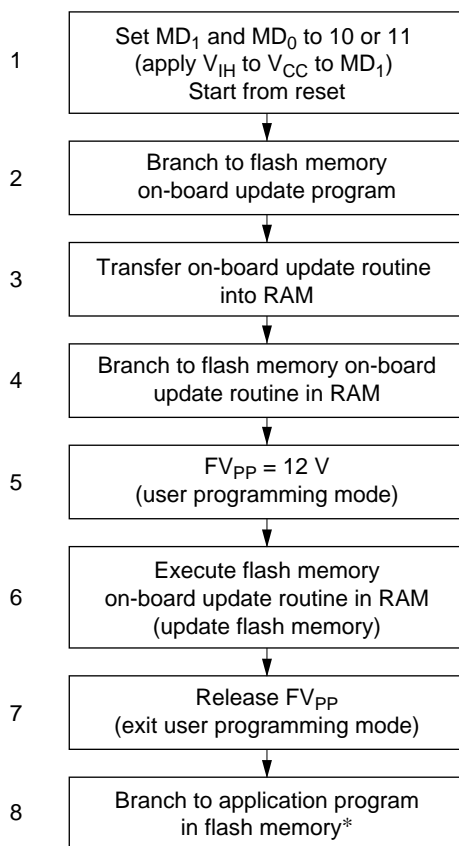 1
Set MD₁ and MD₀ to 10 or 11
(apply V_IH to V_CC to MD₁)
Start from reset
2
Branch to flash memory
on-board update program
3
Transfer on-board update routine
into RAM
4
Branch to flash memory on-board
update routine in RAM
5
FV_PP = 12 V
(user programming mode)
6
Execute flash memory
on-board update routine in RAM
(update flash memory)
7
Release FV_PP
(exit user programming mode)
8
Branch to application program
in flash memory*